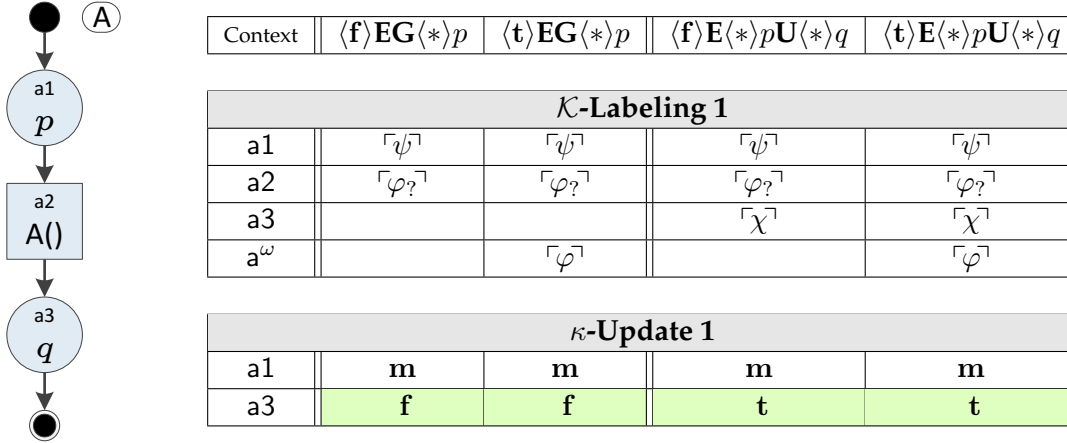 A
a1
p
a2
A()
a3
q
Context ⟨f⟩EG⟨∗⟩p ⟨t⟩EG⟨∗⟩p ⟨f⟩E⟨∗⟩pU⟨∗⟩q ⟨t⟩E⟨∗⟩pU⟨∗⟩q
𝒦-Labeling 1
a1 ⌜ψ⌝ ⌜ψ⌝ ⌜ψ⌝ ⌜ψ⌝
a2 ⌜φ?⌝ ⌜φ?⌝ ⌜φ?⌝ ⌜φ?⌝
a3 ⌜χ⌝ ⌜χ⌝
a^ω ⌜φ⌝ ⌜φ⌝
κ-Update 1
a1 m m m m
a3 f f t t